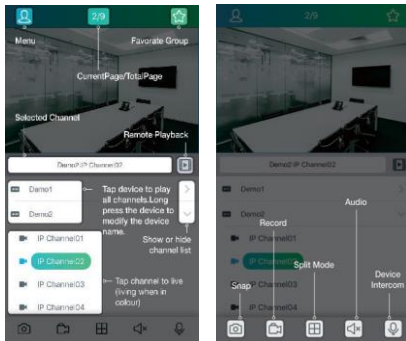 2/9
Menu
Favorate Group
CurrentPage/TotalPage
Selected Channel
Remote Playback
Demo2-IP Channel02
Demo1
Tap device to play
all channels.Long
press the device to
modify the device
name.
Demo2
Show or hide
channel list
IP Channel01
IP Channel02
IP Channel03
Tap channel to live
(living when in
colour)
IP Channel04
2/9
Demo2-IP Channel02
Demo1
Audio
Demo2
Record
IP Channel01
IP Channel02
Split Mode
Device
Intercom
Snap
IP Channel03
IP Channel04